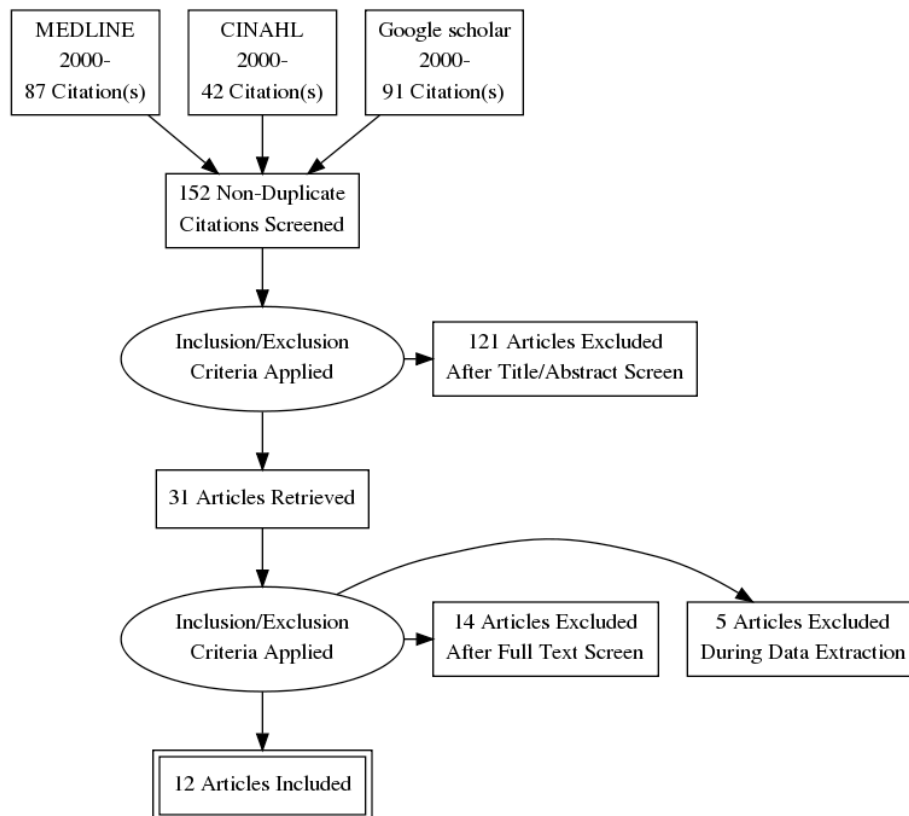 MEDLINE
2000-
87 Citation(s)
CINAHL
2000-
42 Citation(s)
Google scholar
2000-
91 Citation(s)
152 Non-Duplicate
Citations Screened
Inclusion/Exclusion
Criteria Applied
121 Articles Excluded
After Title/Abstract Screen
31 Articles Retrieved
Inclusion/Exclusion
Criteria Applied
14 Articles Excluded
After Full Text Screen
5 Articles Excluded
During Data Extraction
12 Articles Included